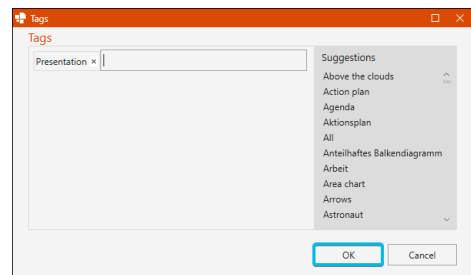 Tags
Tags
Presentation ×
Suggestions
Above the clouds
Action plan
Agenda
Aktionsplan
All
Anteilhaftes Balkendiagramm
Arbeit
Area chart
Arrows
Astronaut
OK
Cancel